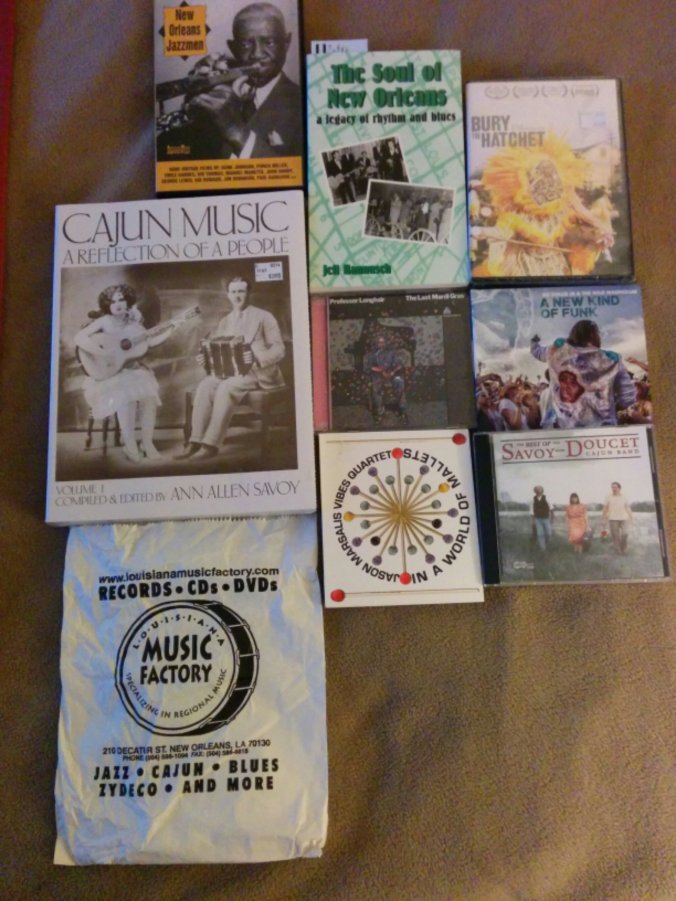 New
Orleans
Jazzmen
The Soul of
New Orleans
a legacy of rhythm and blues
Jeff Hannusch
BURY
THE
HATCHET
CAJUN MUSIC
A REFLECTION OF A PEOPLE
VOLUME I
COMPILED & EDITED BY ANN ALLEN SAVOY
Professor Longhair
The Last Mardi Gras
A NEW KIND
OF FUNK
JASON MARSALIS VIBES QUARTET
IN A WORLD OF MALLETS
THE BEST OF THE
SAVOY-DOUCET
CAJUN BAND
www.louisianamusicfactory.com
RECORDS • CDs • DVDs
L•O•U•I•S•I•A•N•A
MUSIC
FACTORY
SPECIALIZING IN REGIONAL MUSIC
210 DECATUR ST. NEW ORLEANS, LA 70130
JAZZ • CAJUN • BLUES
ZYDECO • AND MORE